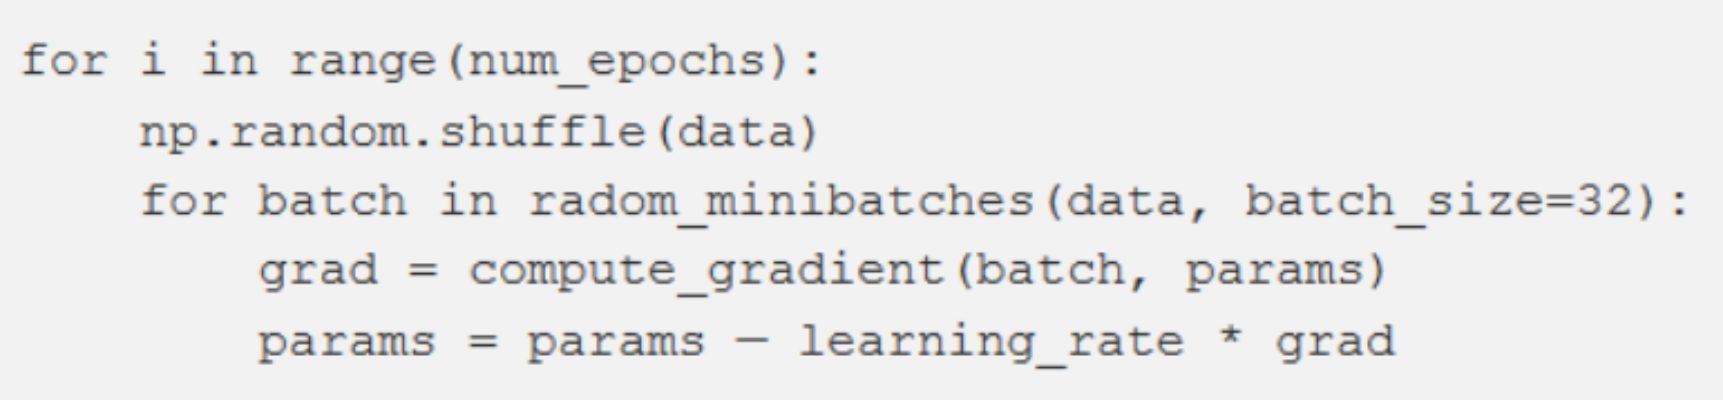 for i in range(num_epochs):
    np.random.shuffle(data)
    for batch in radom_minibatches(data, batch_size=32):
        grad = compute_gradient(batch, params)
        params = params — learning_rate * grad